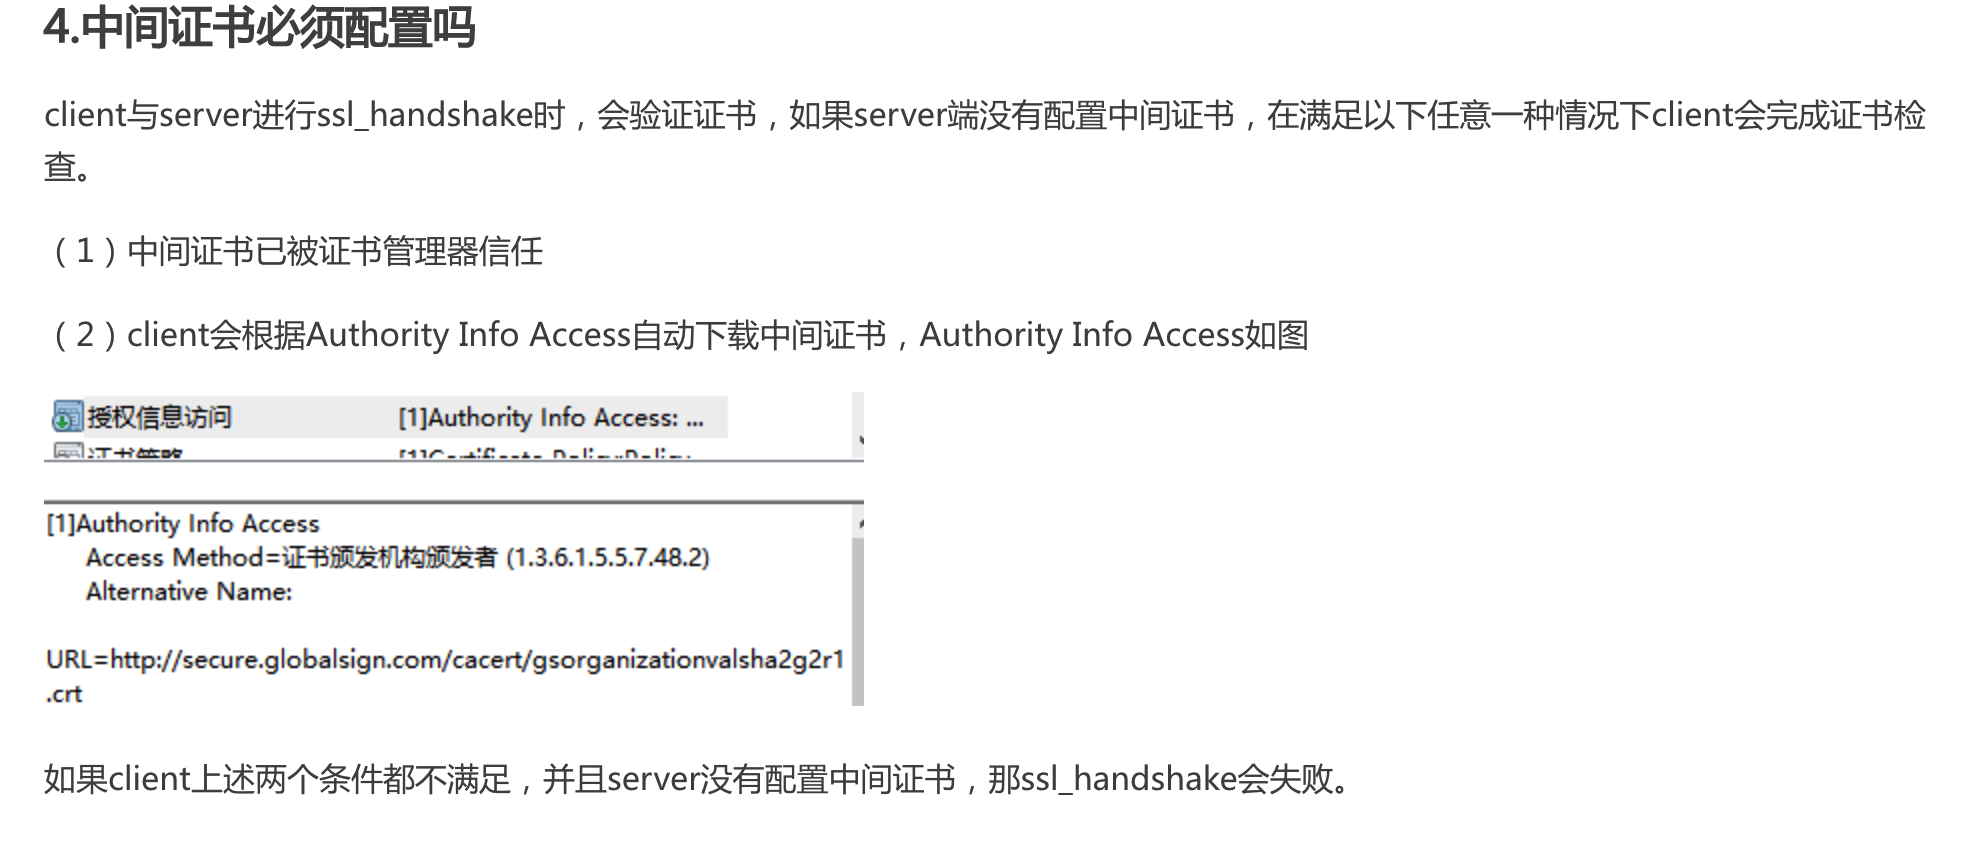 4.中间证书必须配置吗
client与server进行ssl_handshake时，会验证证书，如果server端没有配置中间证书，在满足以下任意一种情况下client会完成证书检
查。
（1）中间证书已被证书管理器信任
（2）client会根据Authority Info Access自动下载中间证书，Authority Info Access如图
授权信息访问 [1]Authority Info Access: ...
证书策略 [1]Certificate Policy:Policy
[1]Authority Info Access
Access Method=证书颁发机构颁发者 (1.3.6.1.5.5.7.48.2)
Alternative Name:
URL=http://secure.globalsign.com/cacert/gsorganizationvalsha2g2r1
.crt
如果client上述两个条件都不满足，并且server没有配置中间证书，那ssl_handshake会失败。